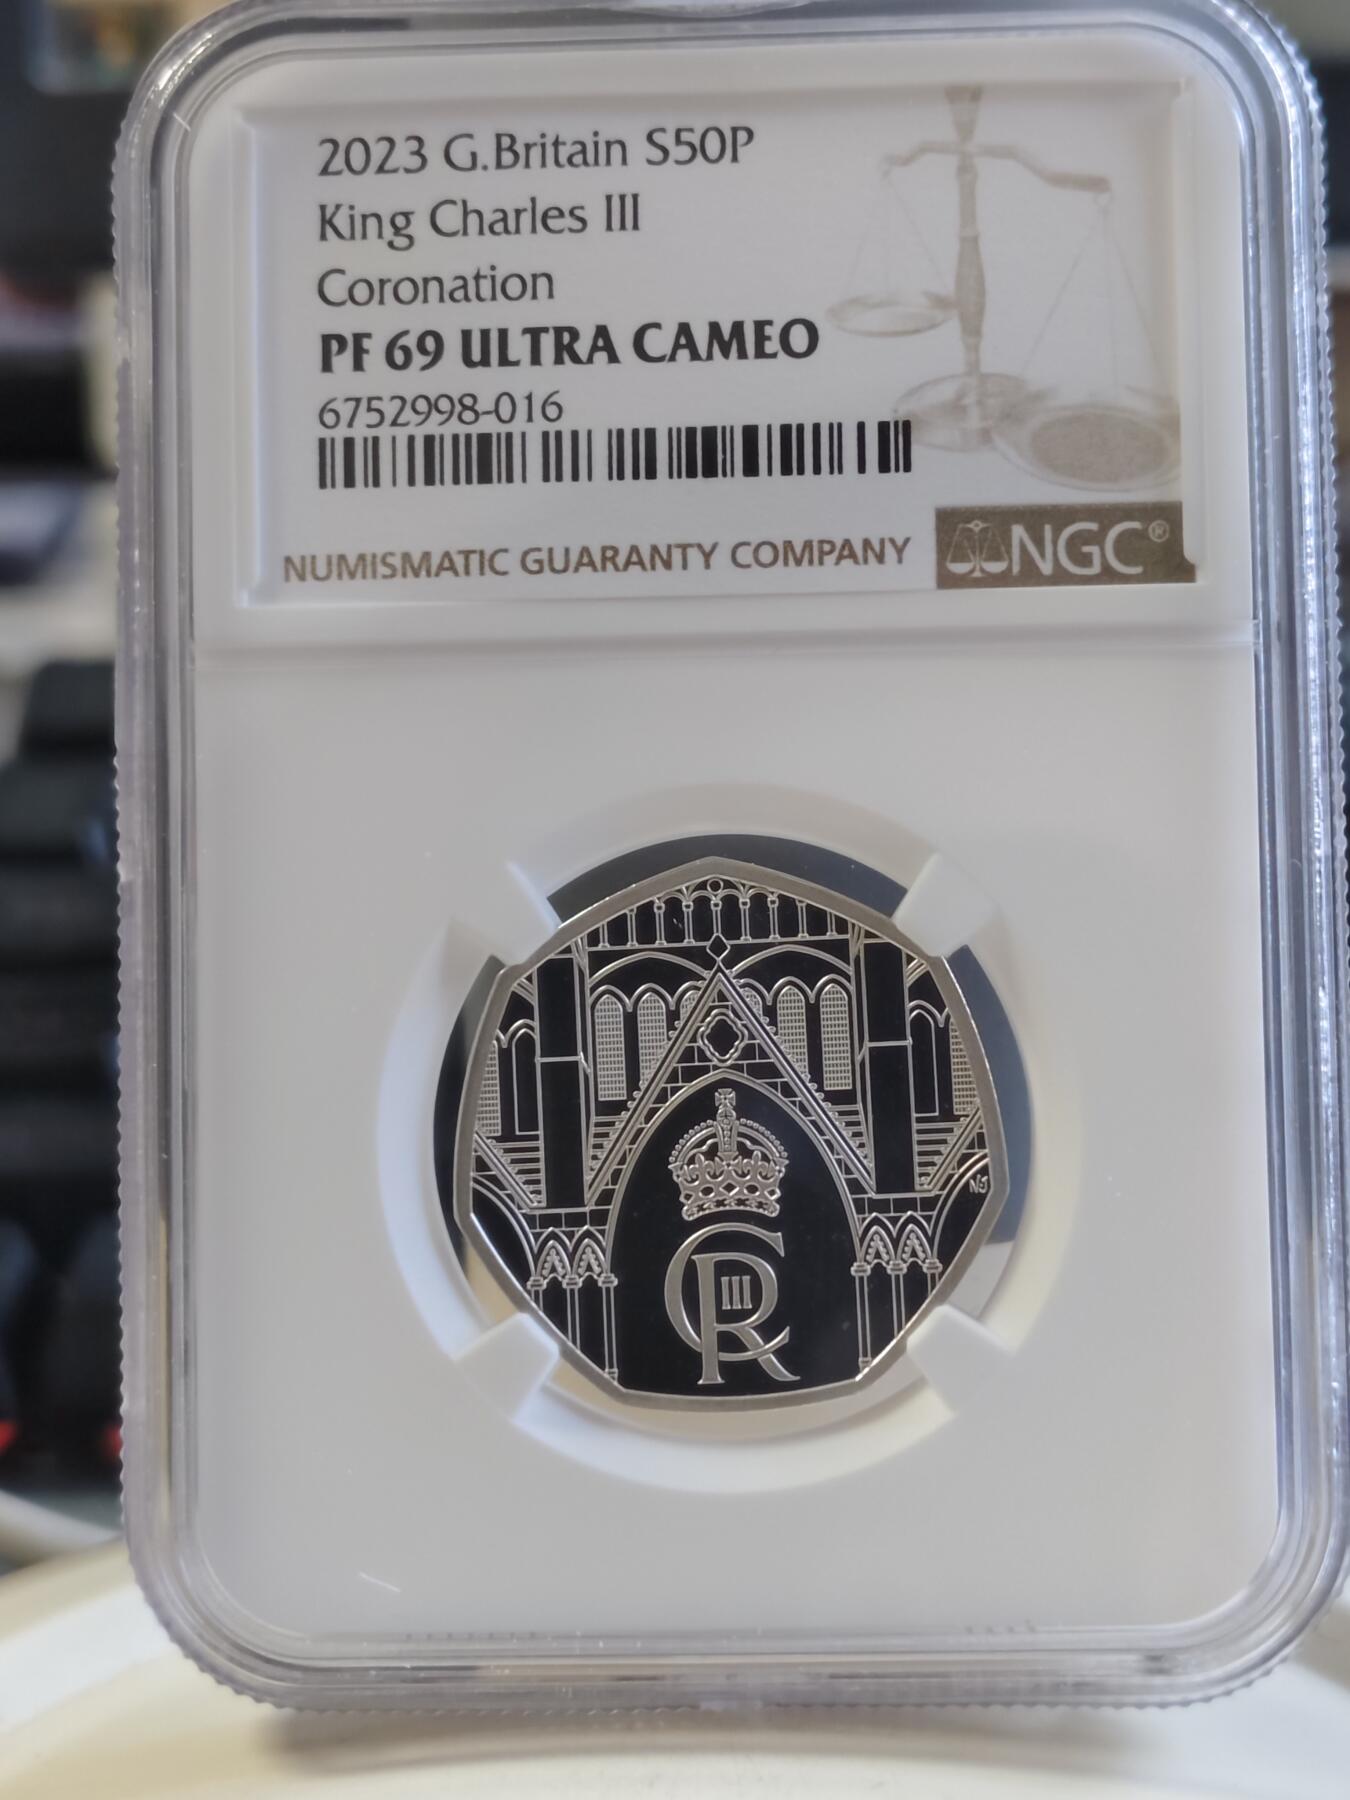 2023 G.Britain S50P
King Charles III
Coronation
PF 69 ULTRA CAMEO
6752998-016
NUMISMATIC GUARANTY COMPANY
NGC®
NJ
CR
III